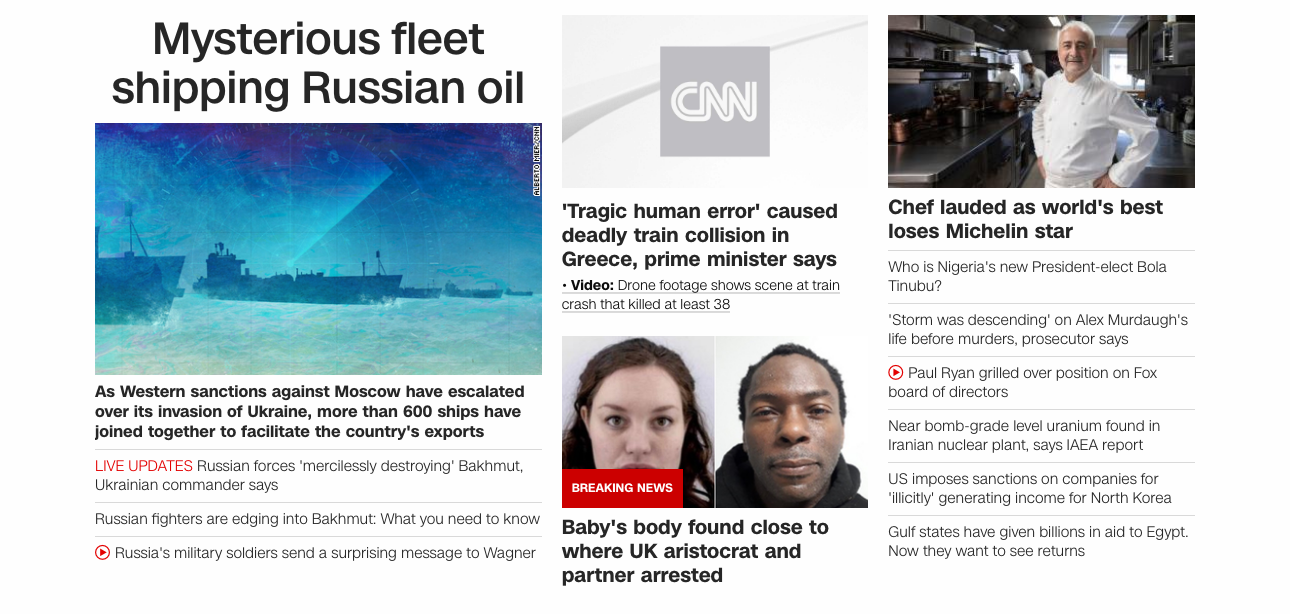 Mysterious fleet
shipping Russian oil
ALBERTO MIER/CNN
As Western sanctions against Moscow have escalated
over its invasion of Ukraine, more than 600 ships have
joined together to facilitate the country's exports
LIVE UPDATES Russian forces 'mercilessly destroying' Bakhmut,
Ukrainian commander says
Russian fighters are edging into Bakhmut: What you need to know
Russia's military soldiers send a surprising message to Wagner
CNN
'Tragic human error' caused
deadly train collision in
Greece, prime minister says
• Video: Drone footage shows scene at train
crash that killed at least 38
BREAKING NEWS
Baby's body found close to
where UK aristocrat and
partner arrested
Chef lauded as world's best
loses Michelin star
Who is Nigeria's new President-elect Bola
Tinubu?
'Storm was descending' on Alex Murdaugh's
life before murders, prosecutor says
Paul Ryan grilled over position on Fox
board of directors
Near bomb-grade level uranium found in
Iranian nuclear plant, says IAEA report
US imposes sanctions on companies for
'illicitly' generating income for North Korea
Gulf states have given billions in aid to Egypt.
Now they want to see returns